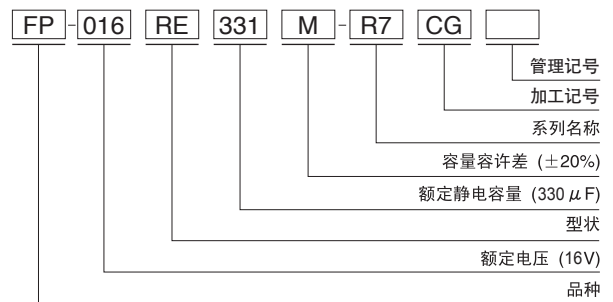 FP-016 RE 331 M-R7 CG
管理记号
加工记号
系列名称
容量容许差 (±20%)
额定静电容量 (330μF)
型状
额定电压 (16V)
品种